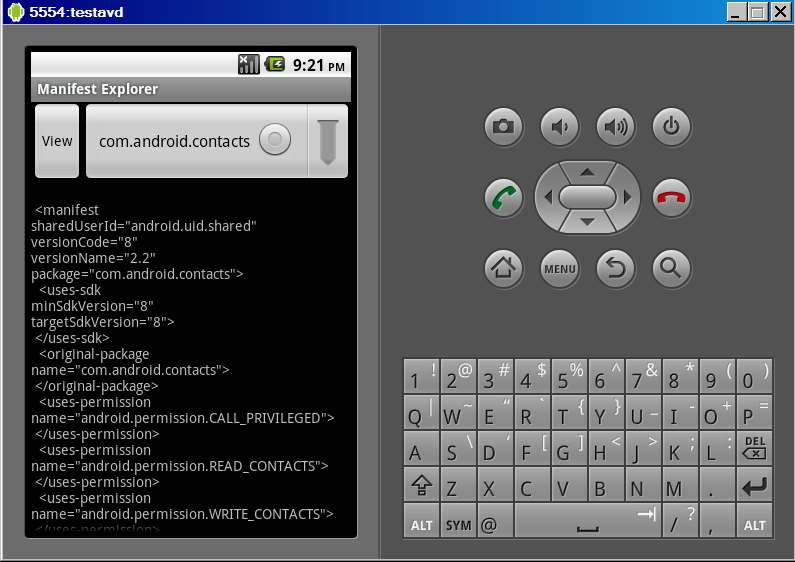 5554:testavd
9:21 PM
Manifest Explorer
View com.android.contacts
<manifest
sharedUserId="android.uid.shared"
versionCode="8"
versionName="2.2"
package="com.android.contacts">
<uses-sdk
minSdkVersion="8"
targetSdkVersion="8">
</uses-sdk>
<original-package
name="com.android.contacts">
</original-package>
<uses-permission
name="android.permission.CALL_PRIVILEGED">
</uses-permission>
<uses-permission
name="android.permission.READ_CONTACTS">
</uses-permission>
<uses-permission
name="android.permission.WRITE_CONTACTS">
</uses-permission>
MENU
1 ! 2 @ 3 # 4 $ 5 % 6 ^ 7 & 8 * 9 ( 0 )
Q | W ~ E “ R ` T { Y } U _ I - O + P =
A S \ D ‘ F [ G ] H < J > K ; L : DEL
Z X C V B N M .
ALT SYM @ / ? , ALT